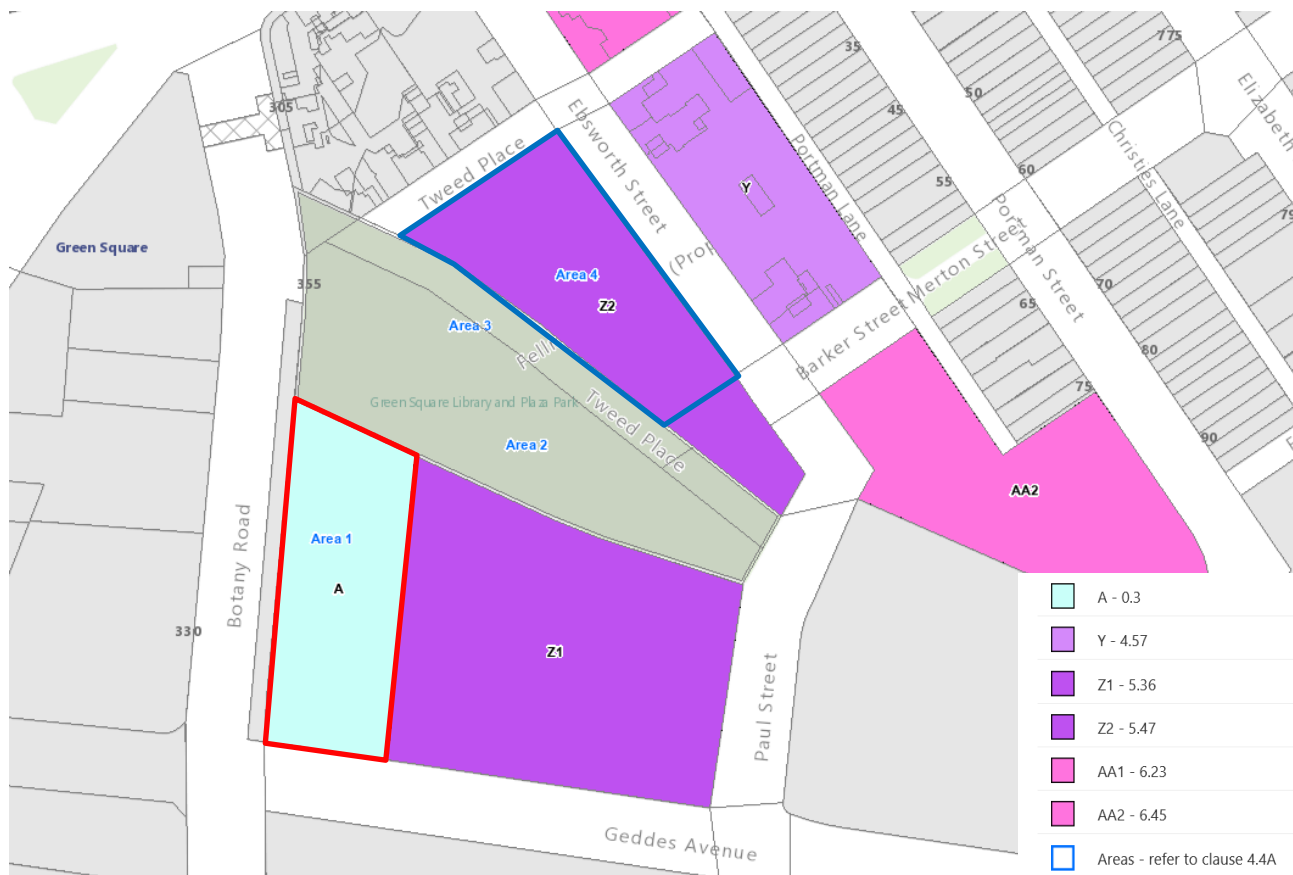 775
35
50
45
305
Elizabeth
Ebsworth Street
Christies Lane
Tweed Place
Portman Lane
60
55
Y
Portman Street
Merton Street
Green Square
(Prop
Area 4
355
70
Z2
65
Area 3
Barker Street
80
75
Green Square Library and Plaza Park
Tweed Place
90
Area 2
AA2
Area 1
Botany Road
A
330
Z1
Paul Street
Geddes Avenue
A - 0.3
Y - 4.57
Z1 - 5.36
Z2 - 5.47
AA1 - 6.23
AA2 - 6.45
Areas - refer to clause 4.4A